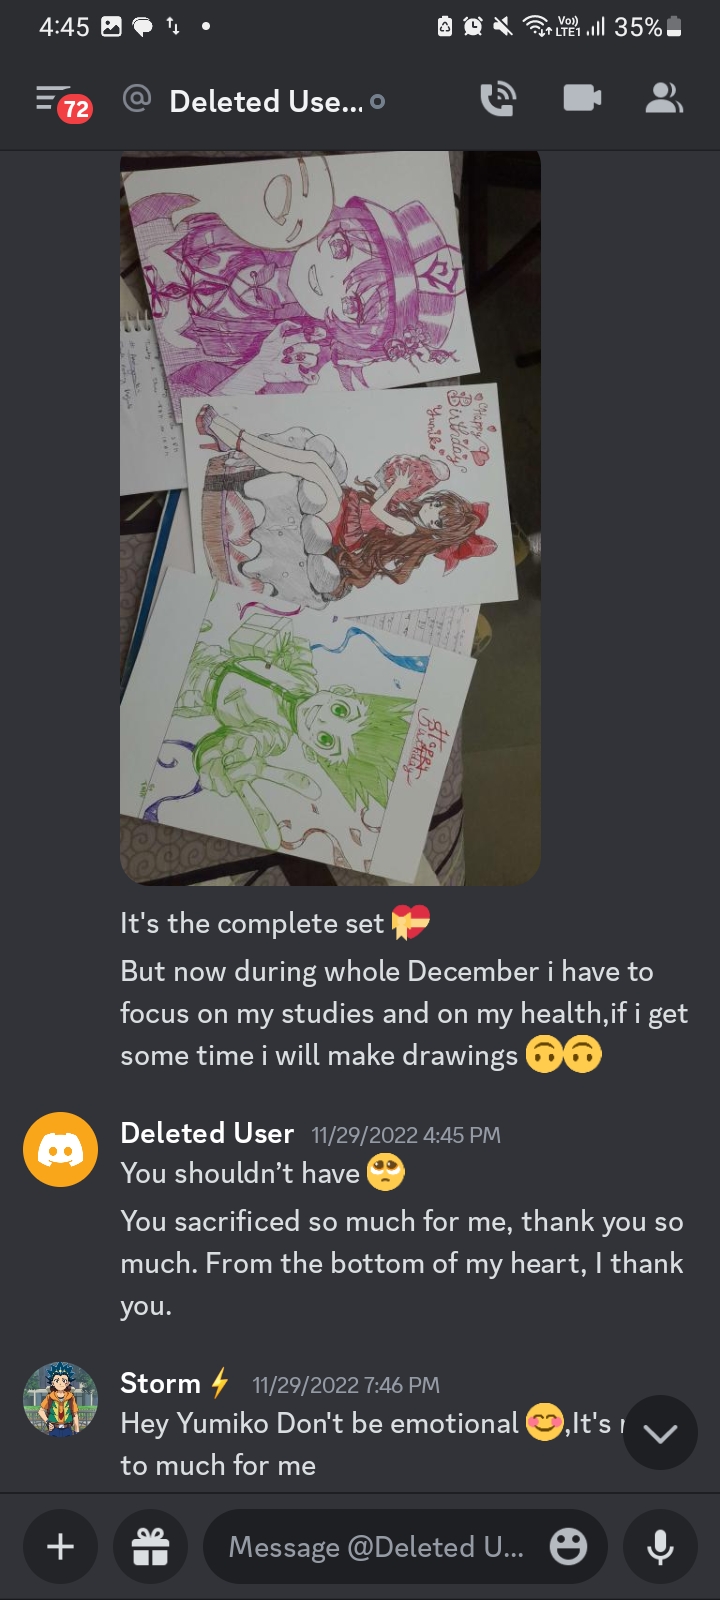 4:45
Vo))
LTE1
35%
72
Deleted Use...
Happy
Birthday
Yumiko
Happy
Birthday
It's the complete set
But now during whole December i have to
focus on my studies and on my health,if i get
some time i will make drawings
Deleted User 11/29/2022 4:45 PM
You shouldn’t have
You sacrificed so much for me, thank you so
much. From the bottom of my heart, I thank
you.
Storm 11/29/2022 7:46 PM
Hey Yumiko Don't be emotional ,It's
to much for me
Message @Deleted U...